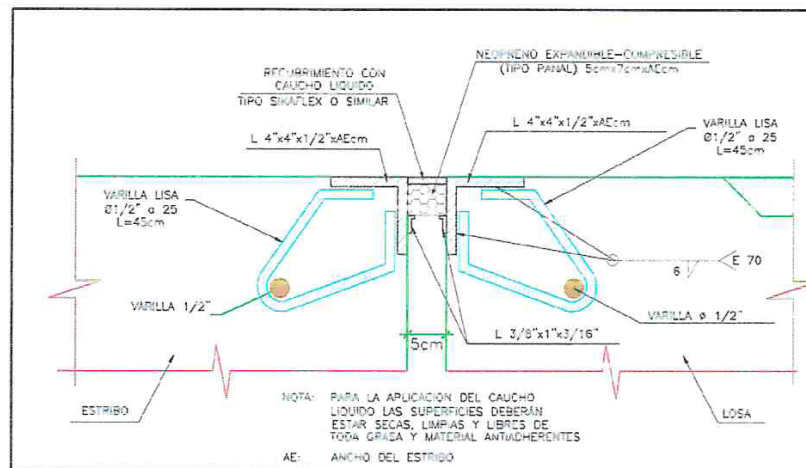 NEOPRENO EXPANDIBLE-COMPRESIBLE
(TIPO PANAL) 5cmx7cmxAEcm
RECUBRIMIENTO CON
CAUCHO LIQUIDO
TIPO SIKAFLEX O SIMILAR
L 4"x4"x1/2"xAEcm
L 4"x4"x1/2"xAEcm
VARILLA LISA
Ø1/2" a 25
L=45cm
VARILLA LISA
Ø1/2" a 25
L=45cm
E 70
6
VARILLA 1/2"
VARILLA ø 1/2"
L 3/8"x1"x3/16"
5cm
ESTRIBO
LOSA
NOTA: PARA LA APLICACION DEL CAUCHO
LIQUIDO LAS SUPERFICIES DEBERÁN
ESTAR SECAS, LIMPIAS Y LIBRES DE
TODA GRASA Y MATERIAL ANTIADHERENTES
AE: ANCHO DEL ESTRIBO